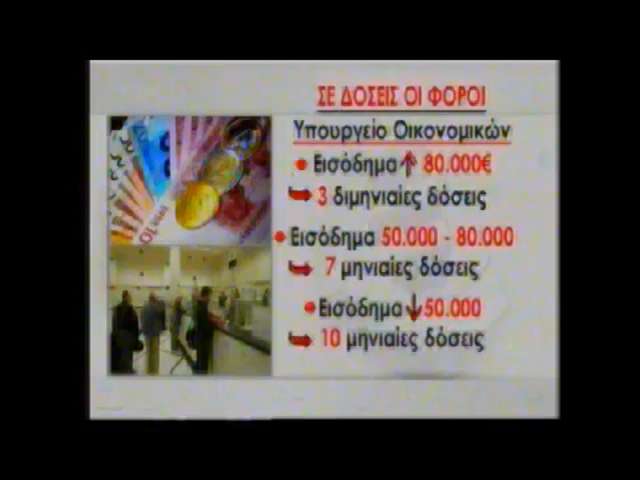 ΣΕ ΔΟΣΕΙΣ ΟΙ ΦΟΡΟΙ
Υπουργείο Οικονομικών
Εισόδημα ↑ 80.000€
3 διμηνιαίες δόσεις
Εισόδημα 50.000 - 80.000
7 μηνιαίες δόσεις
Εισόδημα ↓ 50.000
10 μηνιαίες δόσεις